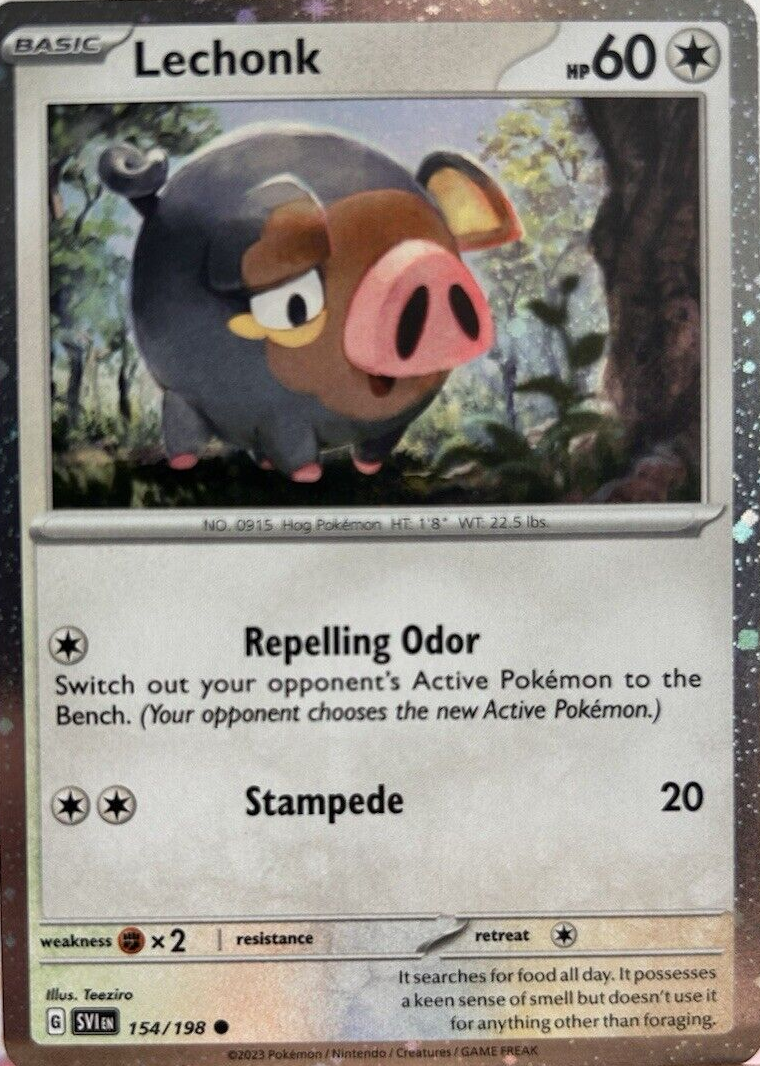 BASIC
Lechonk
HP 60
NO. 0915 Hog Pokémon HT: 1'8" WT: 22.5 lbs.
Repelling Odor
Switch out your opponent's Active Pokémon to the
Bench. (Your opponent chooses the new Active Pokémon.)
Stampede 20
weakness ×2 | resistance retreat
It searches for food all day. It possesses
a keen sense of smell but doesn't use it
for anything other than foraging.
Illus. Teeziro
G SVI EN 154/198
©2023 Pokémon / Nintendo / Creatures / GAME FREAK